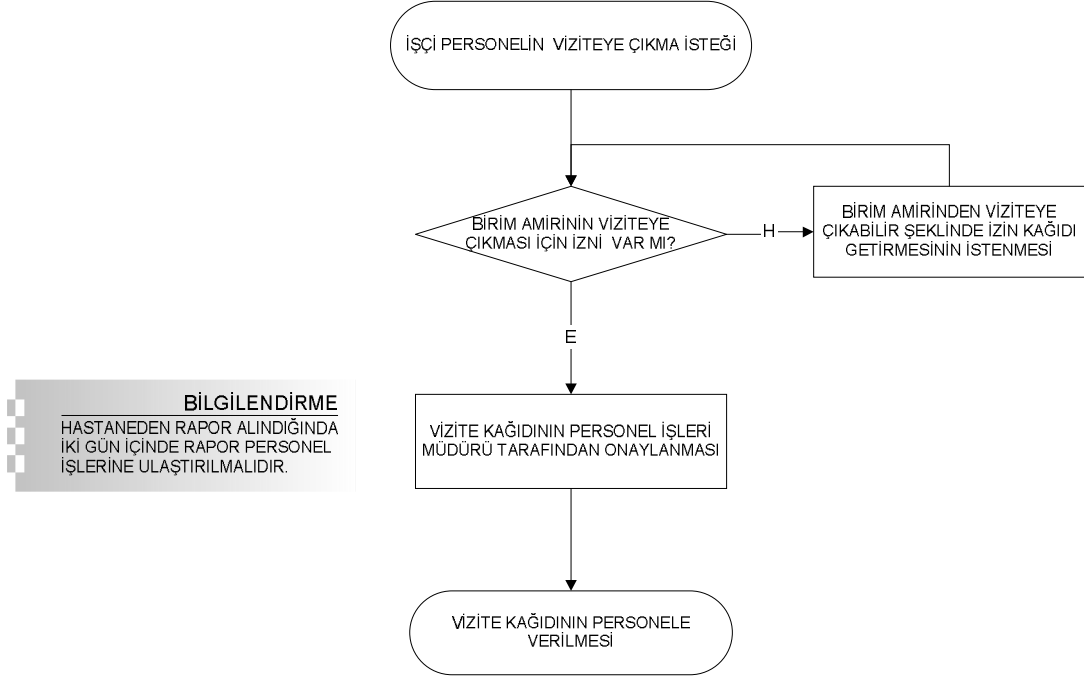 İŞÇİ PERSONELİN VİZİTEYE ÇIKMA İSTEĞİ
BİRİM AMİRİNİN VİZİTEYE
ÇIKMASI İÇİN İZNİ VAR MI?
H
BİRİM AMİRİNDEN VİZİTEYE
ÇIKABİLİR ŞEKLİNDE İZİN KAĞIDI
GETİRMESİNİN İSTENMESİ
E
BİLGİLENDİRME
HASTANEDEN RAPOR ALINDIĞINDA
İKİ GÜN İÇİNDE RAPOR PERSONEL
İŞLERİNE ULAŞTIRILMALIDIR.
VİZİTE KAĞIDININ PERSONEL İŞLERİ
MÜDÜRÜ TARAFINDAN ONAYLANMASI
VİZİTE KAĞIDININ PERSONELE
VERİLMESİ